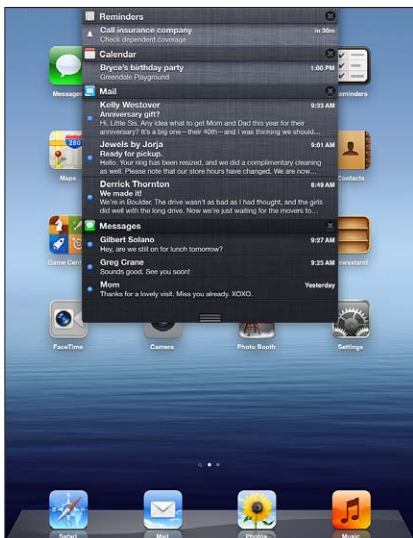 Reminders
Call insurance company in 30m
Check dependent coverage
Calendar
Bryce's birthday party 1:00 PM
Greendale Playground
Mail
Kelly Westover 9:33 AM
Anniversary gift?
Hi, Little Sis. Any idea what to get Mom and Dad this year for their
anniversary? It's a big one—their 40th—and I was thinking we should...
Jewels by Jorja 9:01 AM
Ready for pickup.
Hello. Your ring has been resized, and we did a complimentary cleaning
as well. Please note that our store hours have changed. We are now...
Derrick Thornton 8:49 AM
We made it!
We're in Boulder. The drive wasn't as bad as I had thought, and the girls
did well with the long drive. Now we're just waiting for the movers to...
Messages
Gilbert Solano 9:27 AM
Hey, are we still on for lunch tomorrow?
Greg Crane 9:25 AM
Sounds good. See you soon!
Mom Yesterday
Thanks for a lovely visit. Miss you already. XOXO.
Messages eminders
280
Maps Contacts
Game Cent ewsstand
FaceTime Camera Photo Booth Settings
Safari Mail Photos Music